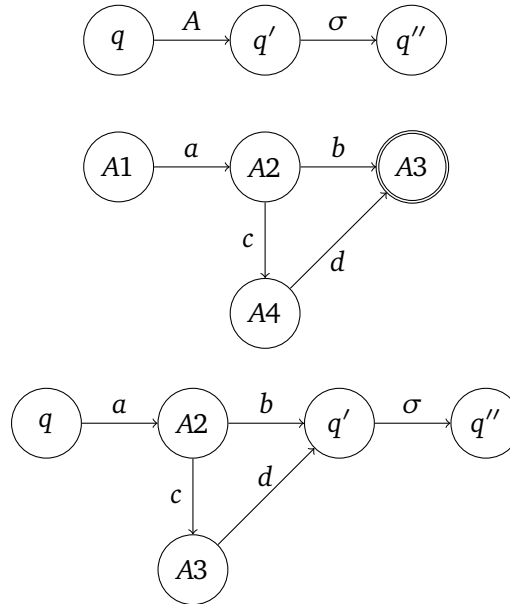 A σ
q q′ q″
a b
A1 A2 A3
c d
A4
a b σ
q A2 q′ q″
c d
A3